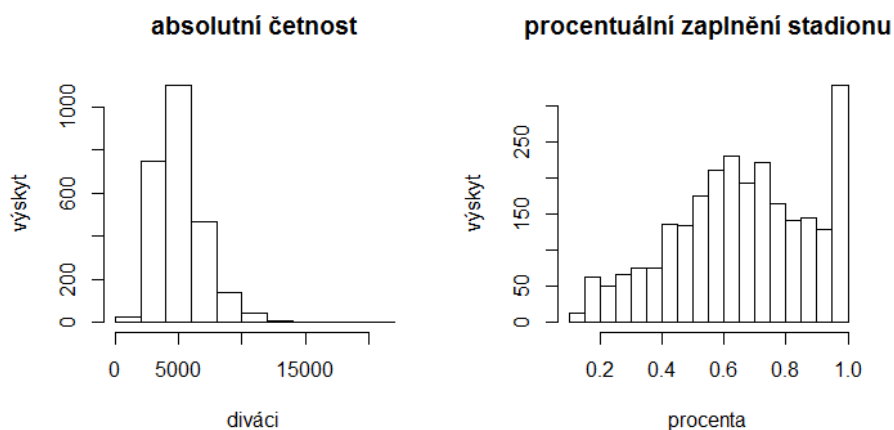 absolutní četnost
výskyt
0 200 600 1000
0 5000 15000
diváci
procentuální zaplnění stadionu
výskyt
0 50 150 250
0.2 0.4 0.6 0.8 1.0
procenta